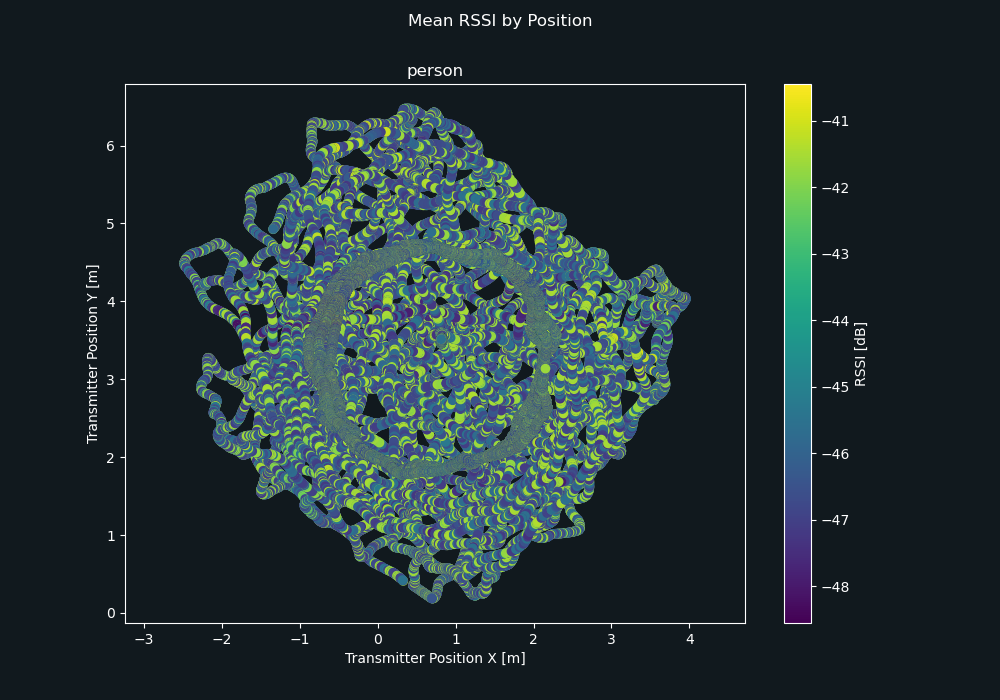 Mean RSSI by Position
person
6
5
4
3
2
1
0
Transmitter Position Y [m]
−3 −2 −1 0 1 2 3 4
Transmitter Position X [m]
−41
−42
−43
−44
−45
−46
−47
−48
RSSI [dB]